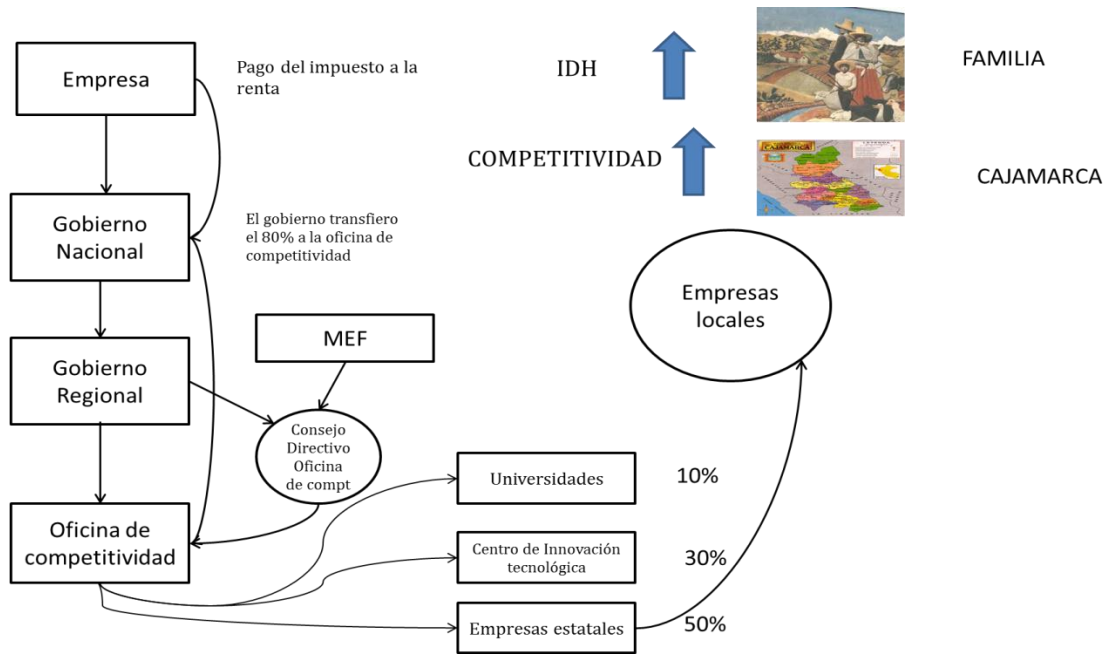 Empresa
Pago del impuesto a la
renta
IDH
FAMILIA
COMPETITIVIDAD
CAJAMARCA
CAJAMARCA
Gobierno
Nacional
El gobierno transfiero
el 80% a la oficina de
competitividad
Empresas
locales
MEF
Gobierno
Regional
Consejo
Directivo
Oficina
de compt
Universidades
10%
Oficina de
competitividad
Centro de Innovación
tecnológica
30%
Empresas estatales
50%